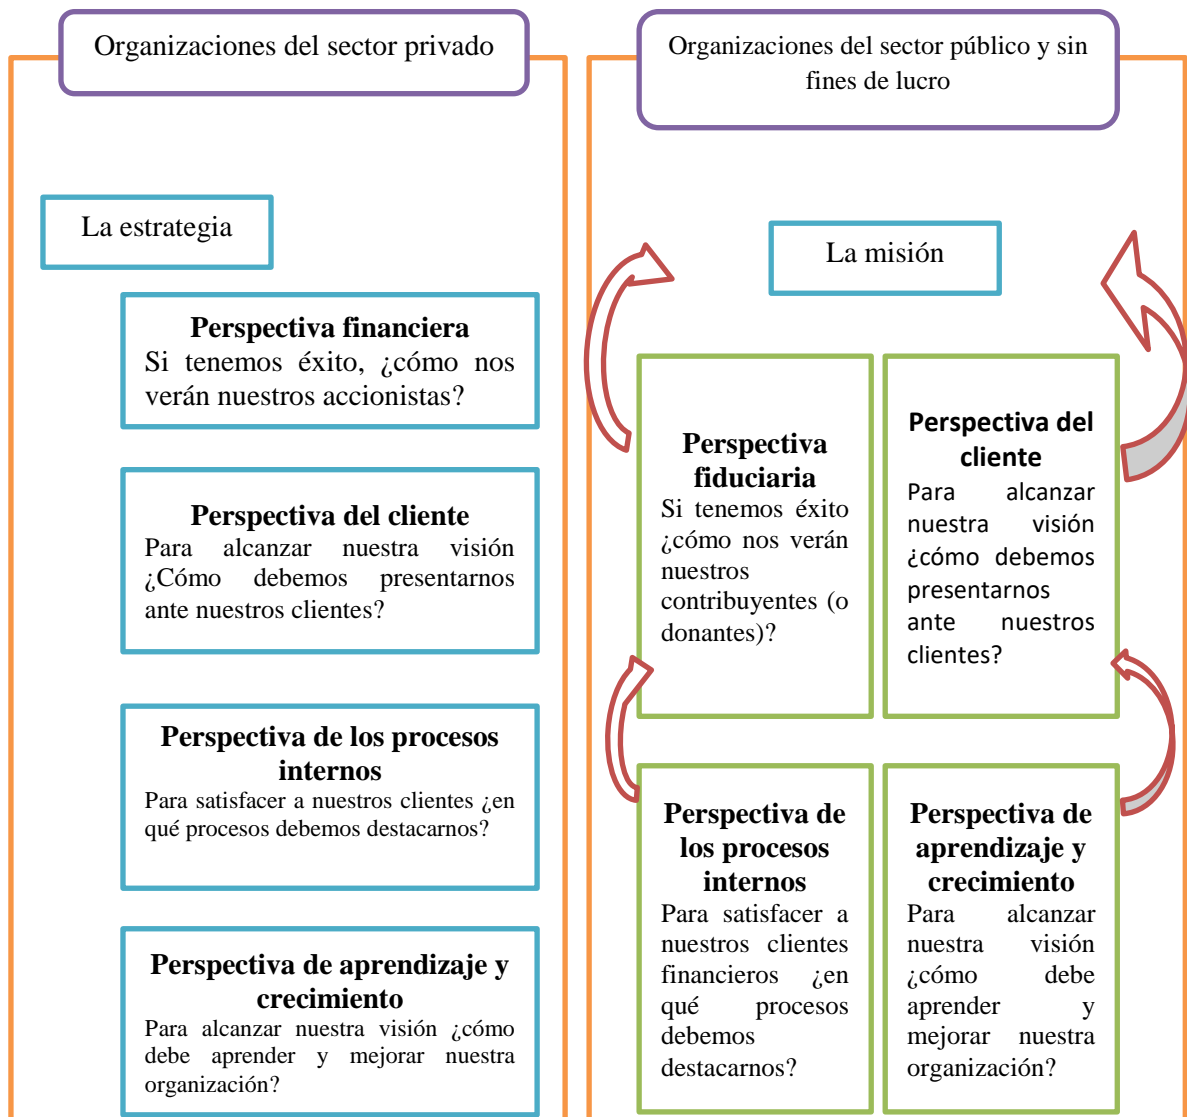 Organizaciones del sector privado
La estrategia
Perspectiva financiera
Si tenemos éxito, ¿cómo nos
verán nuestros accionistas?
Perspectiva del cliente
Para alcanzar nuestra visión
¿Cómo debemos presentarnos
ante nuestros clientes?
Perspectiva de los procesos
internos
Para satisfacer a nuestros clientes ¿en
qué procesos debemos destacarnos?
Perspectiva de aprendizaje y
crecimiento
Para alcanzar nuestra visión ¿cómo
debe aprender y mejorar nuestra
organización?
Organizaciones del sector público y sin
fines de lucro
La misión
Perspectiva
fiduciaria
Si tenemos éxito
¿cómo nos verán
nuestros
contribuyentes (o
donantes)?
Perspectiva del
cliente
Para alcanzar
nuestra visión
¿cómo debemos
presentarnos
ante nuestros
clientes?
Perspectiva de
los procesos
internos
Para satisfacer a
nuestros clientes
financieros ¿en
qué procesos
debemos
destacarnos?
Perspectiva de
aprendizaje y
crecimiento
Para alcanzar
nuestra visión
¿cómo debe
aprender y
mejorar nuestra
organización?